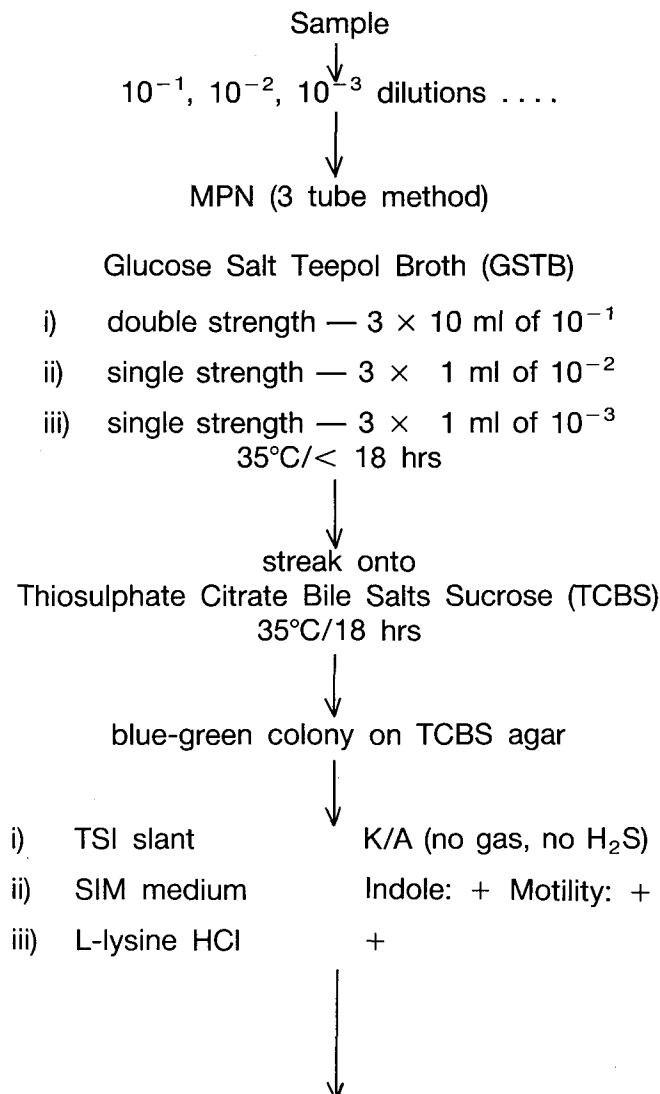 Sample
10⁻¹, 10⁻², 10⁻³ dilutions ....
MPN (3 tube method)
Glucose Salt Teepol Broth (GSTB)
i) double strength — 3 × 10 ml of 10⁻¹
ii) single strength — 3 × 1 ml of 10⁻²
iii) single strength — 3 × 1 ml of 10⁻³
35°C/< 18 hrs
streak onto
Thiosulphate Citrate Bile Salts Sucrose (TCBS)
35°C/18 hrs
blue-green colony on TCBS agar
i) TSI slant K/A (no gas, no H₂S)
ii) SIM medium Indole: + Motility: +
iii) L-lysine HCl +